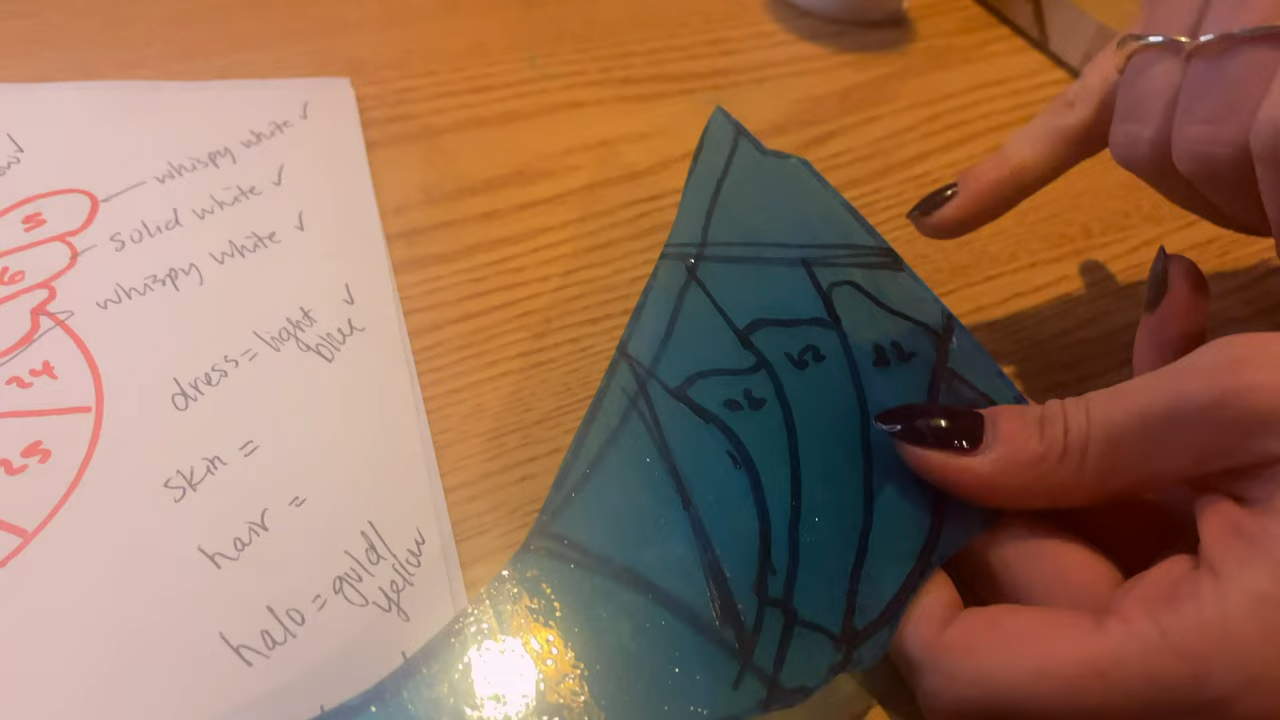 whispy white ✓
5
solid white ✓
6
whispy white ✓
24
dress = light
blue ✓
25
skin =
hair =
halo = gold/
yellow